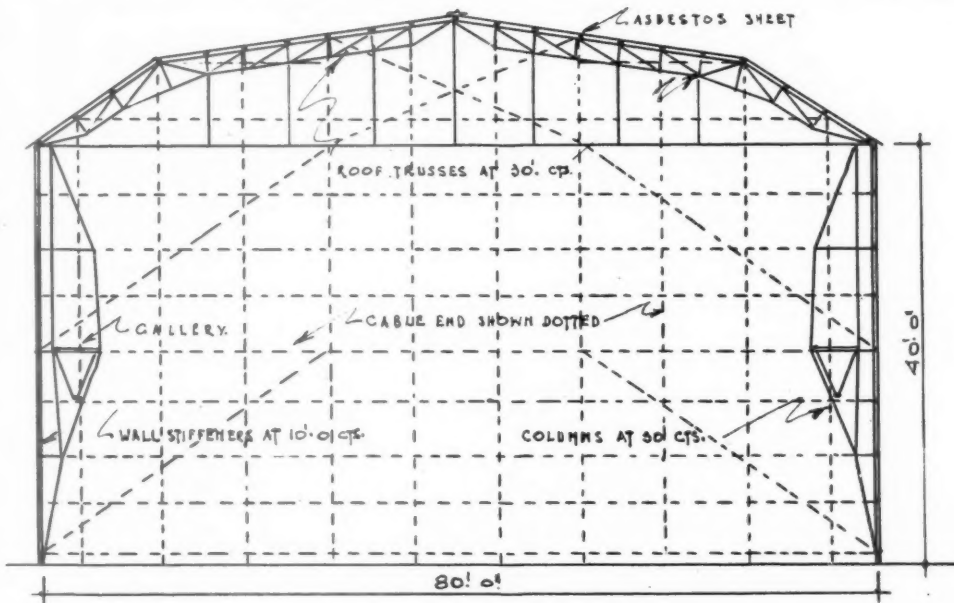 ASBESTOS SHEET
ROOF TRUSSES AT 30'. CTS.
GALLERY.
CABLE END SHOWN DOTTED
40'. 0"
WALL STIFFENERS AT 10'. 0 CTS.
COLUMNS AT 30 CTS.
80'. 0"